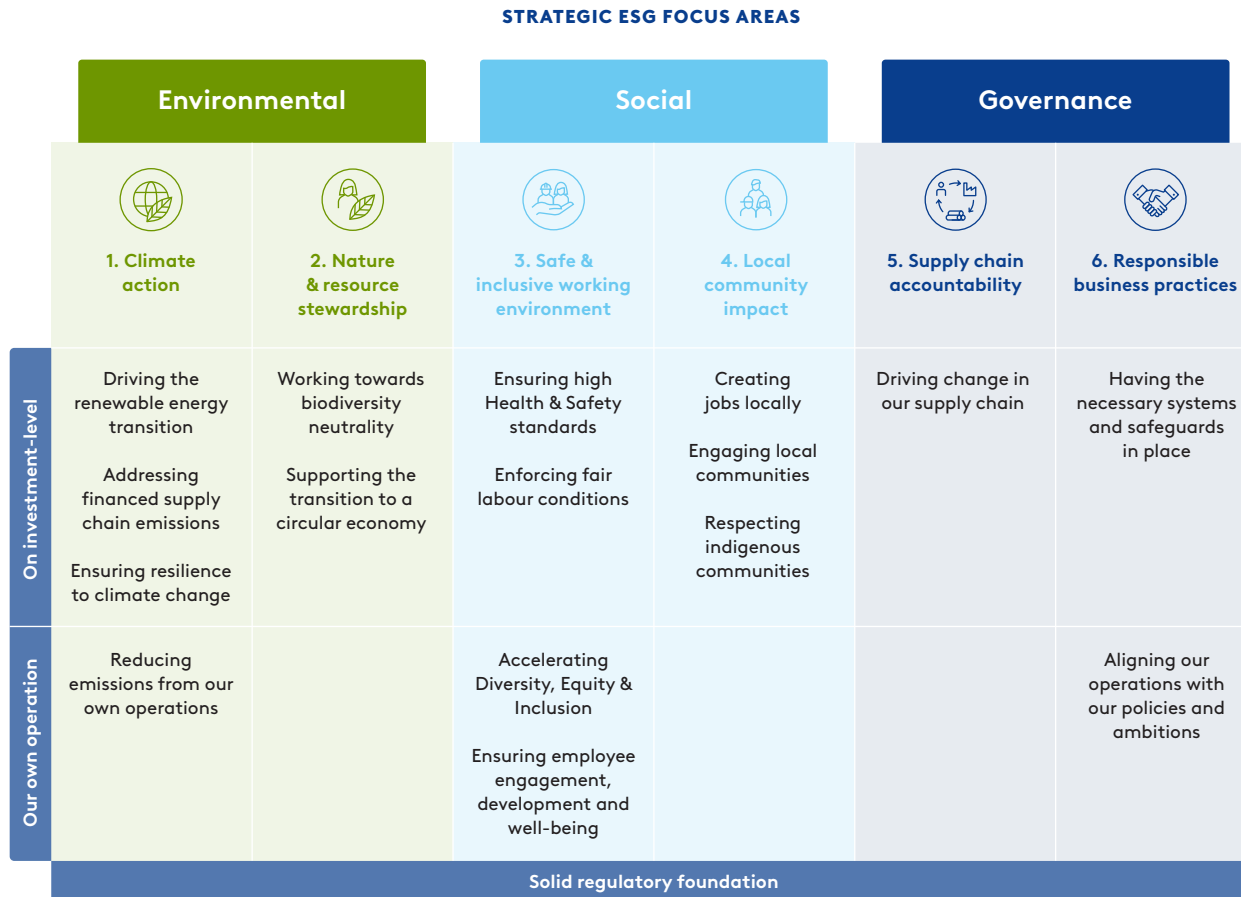 STRATEGIC ESG FOCUS AREAS
Environmental
Social
Governance
1. Climate
action
2. Nature
& resource
stewardship
3. Safe &
inclusive working
environment
4. Local
community
impact
5. Supply chain
accountability
6. Responsible
business practices
On investment-level
Driving the
renewable energy
transition
Addressing
financed supply
chain emissions
Ensuring resilience
to climate change
Working towards
biodiversity
neutrality
Supporting the
transition to a
circular economy
Ensuring high
Health & Safety
standards
Enforcing fair
labour conditions
Creating
jobs locally
Engaging local
communities
Respecting
indigenous
communities
Driving change in
our supply chain
Having the
necessary systems
and safeguards
in place
Our own operation
Reducing
emissions from our
own operations
Accelerating
Diversity, Equity &
Inclusion
Ensuring employee
engagement,
development and
well-being
Aligning our
operations with
our policies and
ambitions
Solid regulatory foundation